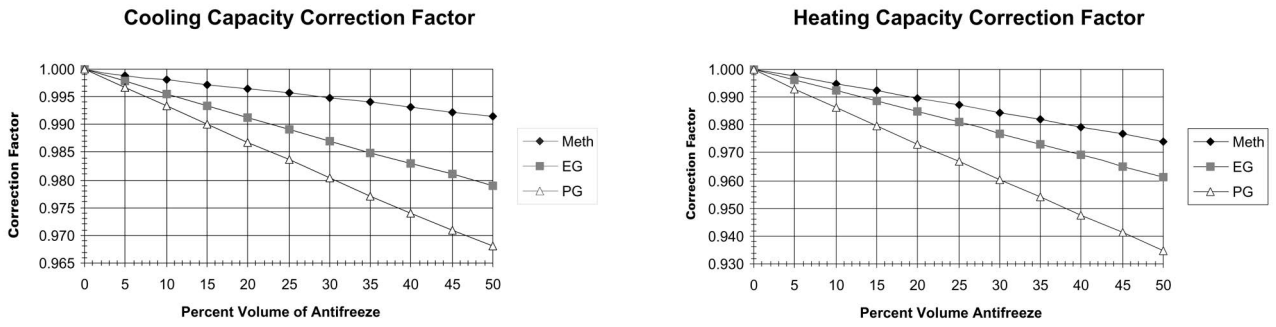 Cooling Capacity Correction Factor
Correction Factor
1.000
0.995
0.990
0.985
0.980
0.975
0.970
0.965
0 5 10 15 20 25 30 35 40 45 50
Percent Volume of Antifreeze
Meth
EG
PG
Heating Capacity Correction Factor
Correction Factor
1.000
0.990
0.980
0.970
0.960
0.950
0.940
0.930
0 5 10 15 20 25 30 35 40 45 50
Percent Volume Antifreeze
Meth
EG
PG